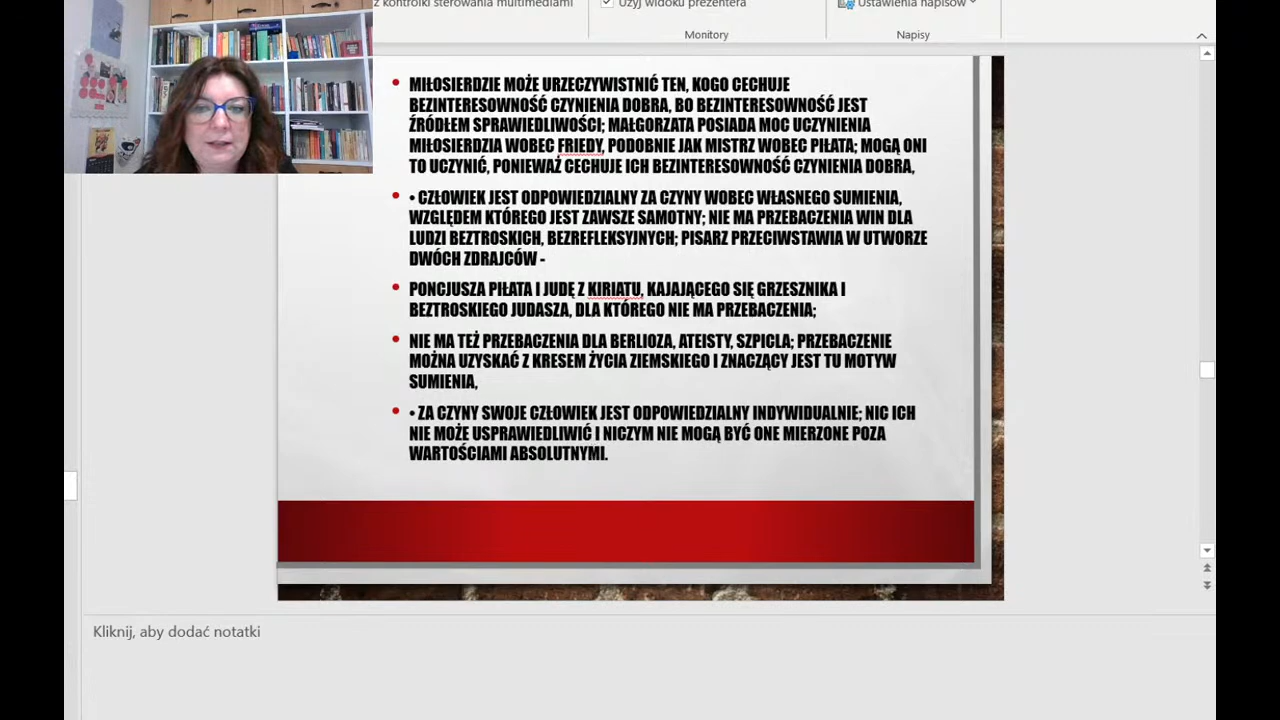 z kontrolki sterowania multimediami
Użyj widoku prezentera
Ustawienia napisów
Monitory
Napisy
• MIŁOSIERDZIE MOŻE URZECZYWISTNIĆ TEN, KOGO CECHUJE
BEZINTERESOWNOŚĆ CZYNIENIA DOBRA, BO BEZINTERESOWNOŚĆ JEST
ŹRÓDŁEM SPRAWIEDLIWOŚCI; MAŁGORZATA POSIADA MOC UCZYNIENIA
MIŁOSIERDZIA WOBEC FRIEDY, PODOBNIE JAK MISTRZ WOBEC PIŁATA; MOGĄ ONI
TO UCZYNIĆ, PONIEWAŻ CECHUJE ICH BEZINTERESOWNOŚĆ CZYNIENIA DOBRA,
• • CZŁOWIEK JEST ODPOWIEDZIALNY ZA CZYNY WOBEC WŁASNEGO SUMIENIA,
WZGLĘDEM KTÓREGO JEST ZAWSZE SAMOTNY; NIE MA PRZEBACZENIA WIN DLA
LUDZI BEZTROSKICH, BEZREFLEKSYJNYCH; PISARZ PRZECIWSTAWIA W UTWORZE
DWÓCH ZDRAJCÓW -
• PONCJUSZA PIŁATA I JUDĘ Z KIRIATU, KAJAJĄCEGO SIĘ GRZESZNIKA I
BEZTROSKIEGO JUDASZA, DLA KTÓREGO NIE MA PRZEBACZENIA;
• NIE MA TEŻ PRZEBACZENIA DLA BERLIOZA, ATEISTY, SZPICLA; PRZEBACZENIE
MOŻNA UZYSKAĆ Z KRESEM ŻYCIA ZIEMSKIEGO I ZNACZĄCY JEST TU MOTYW
SUMIENIA,
• • ZA CZYNY SWOJE CZŁOWIEK JEST ODPOWIEDZIALNY INDYWIDUALNIE; NIC ICH
NIE MOŻE USPRAWIEDLIWIĆ I NICZYM NIE MOGĄ BYĆ ONE MIERZONE POZA
WARTOŚCIAMI ABSOLUTNYMI.
Kliknij, aby dodać notatki